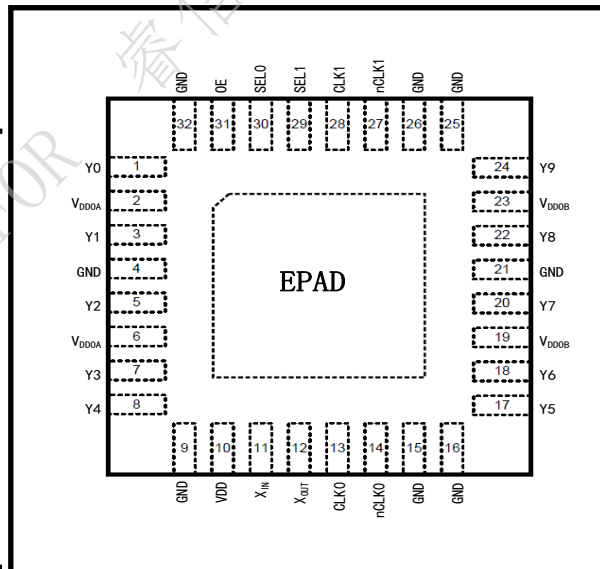 睿信
TOR
GND OE SEL0 SEL1 CLK1 nCLK1 GND GND
32 31 30 29 28 27 26 25
Y0 1 24 Y9
VDDOA 2 23 VDDOB
Y1 3 22 Y8
GND 4 21 GND
EPAD
Y2 5 20 Y7
VDDOA 6 19 VDDOB
Y3 7 18 Y6
Y4 8 17 Y5
9 10 11 12 13 14 15 16
GND VDD XIN XOUT CLK0 nCLK0 GND GND